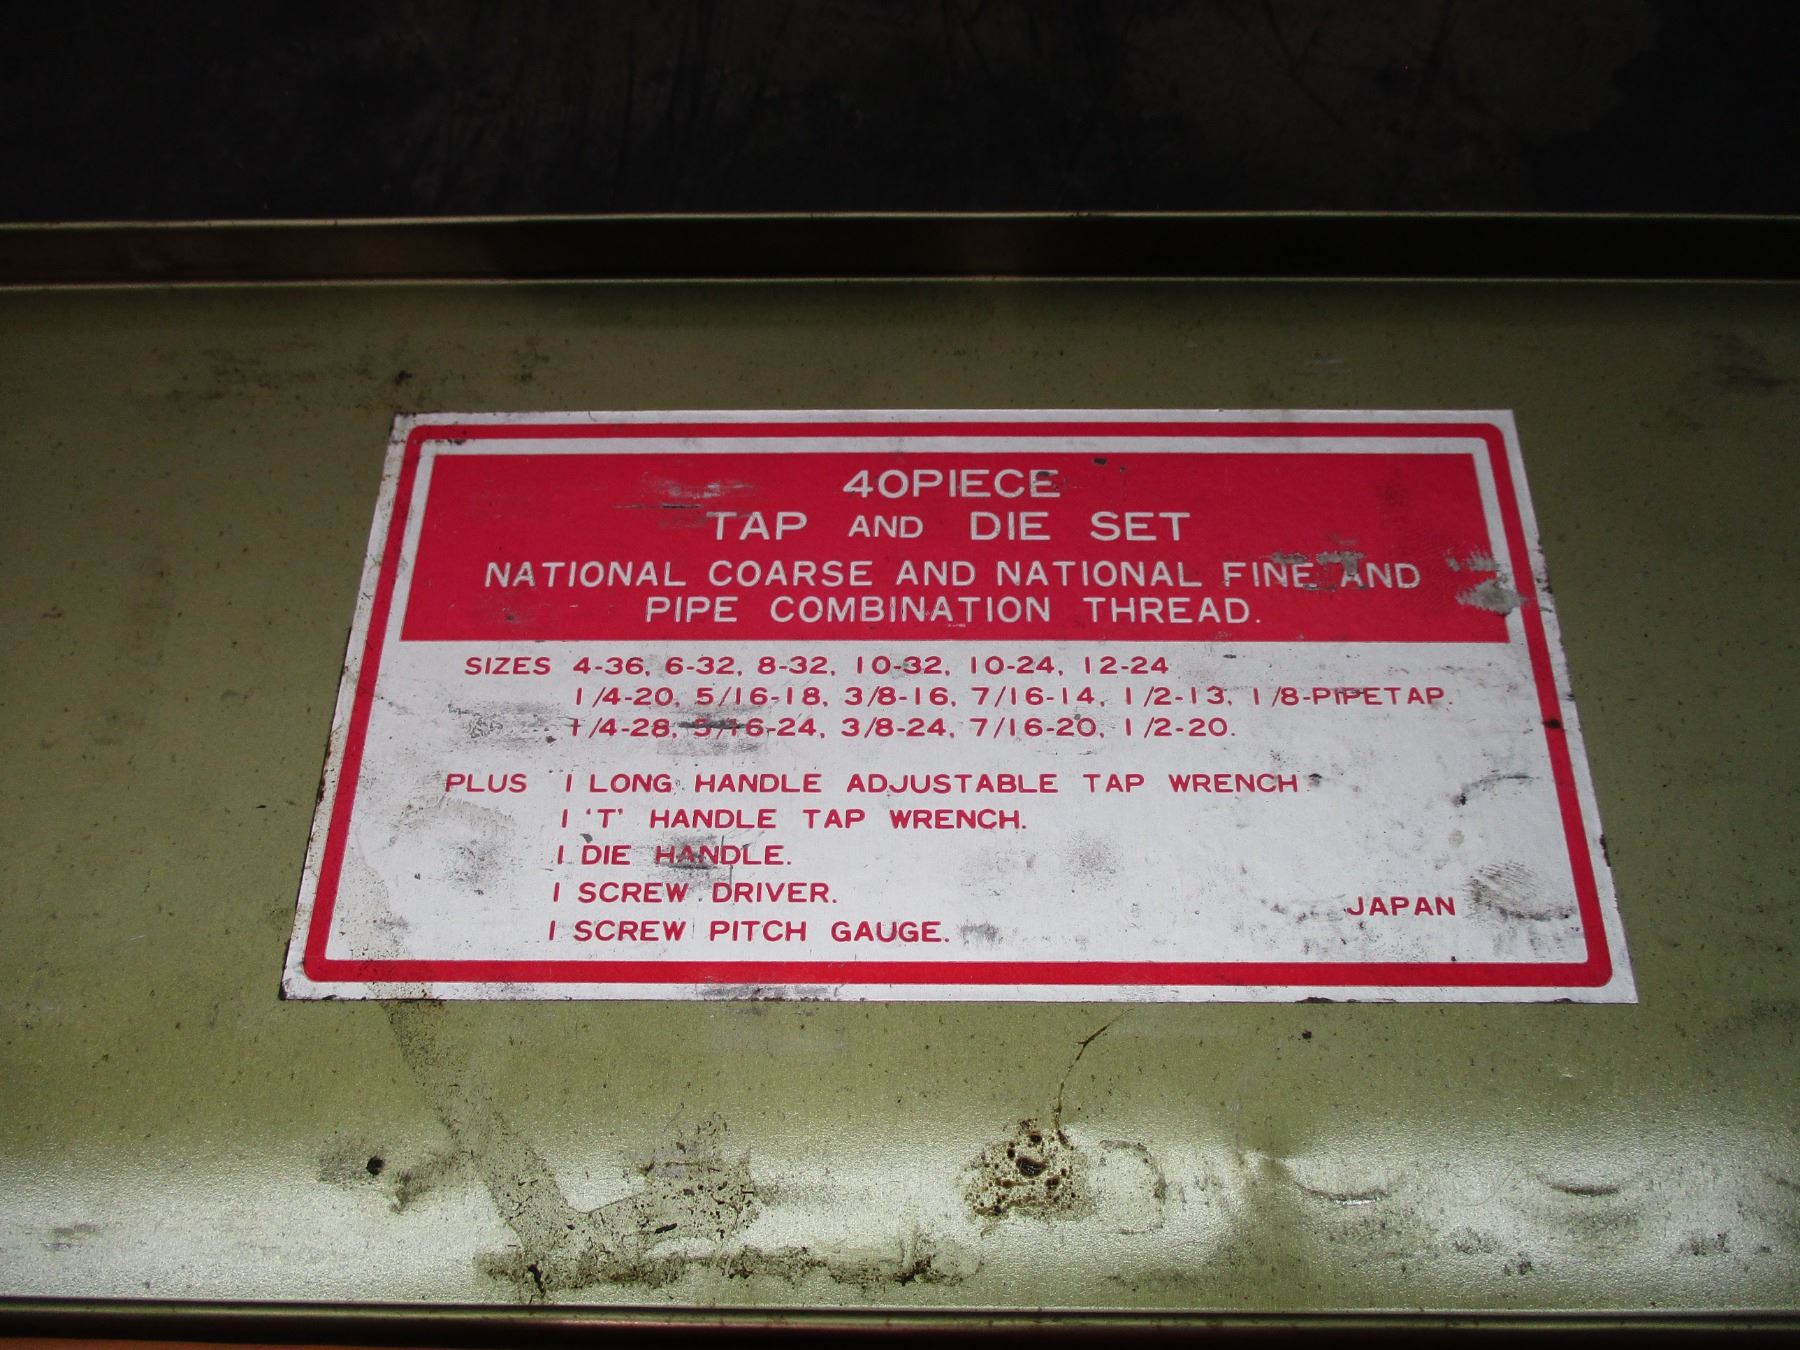 40PIECE
TAP AND DIE SET
NATIONAL COARSE AND NATIONAL FINE AND
PIPE COMBINATION THREAD.
SIZES 4-36, 6-32, 8-32, 10-32, 10-24, 12-24
1/4-20, 5/16-18, 3/8-16, 7/16-14, 1/2-13, 1/8-PIPETAP.
1/4-28, 5/16-24, 3/8-24, 7/16-20, 1/2-20.
PLUS 1 LONG HANDLE ADJUSTABLE TAP WRENCH
1 'T' HANDLE TAP WRENCH.
1 DIE HANDLE.
1 SCREW DRIVER.
1 SCREW PITCH GAUGE.
JAPAN